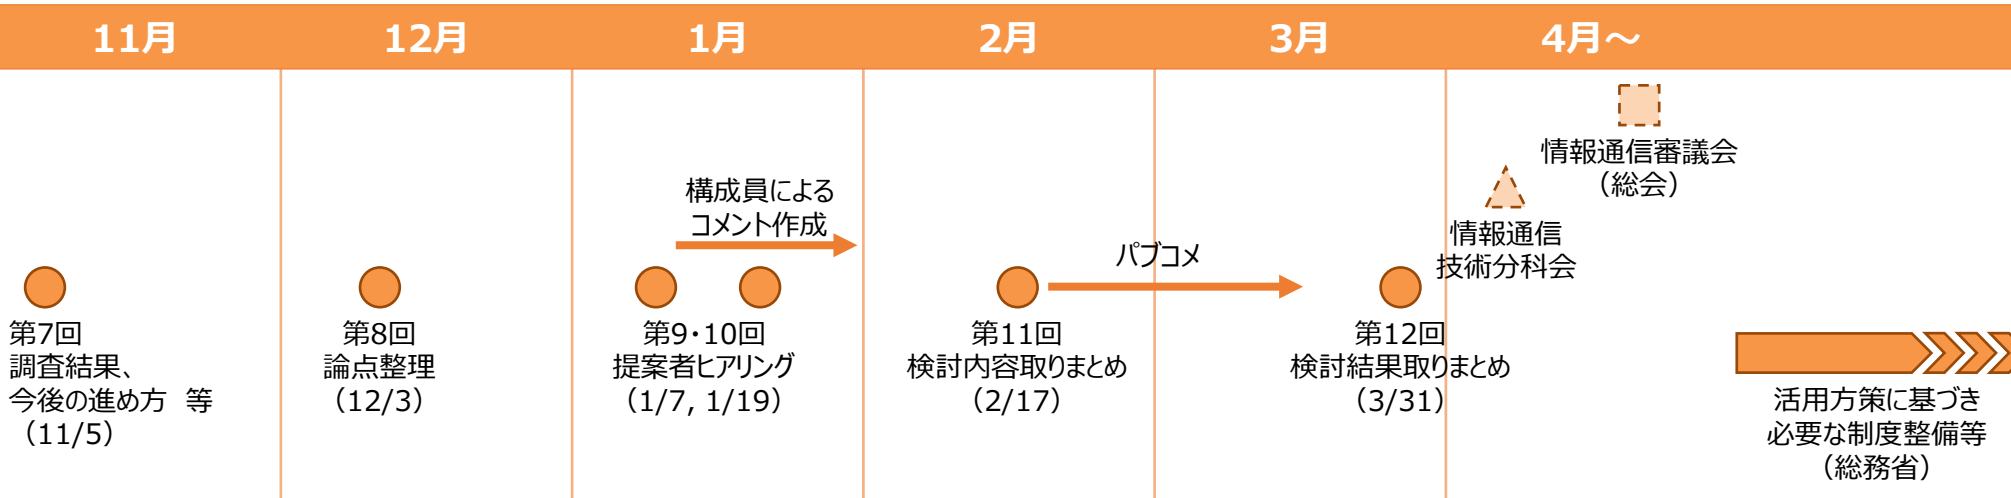 11月
12月
1月
2月
3月
4月～
情報通信審議会
（総会）
情報通信
技術分科会
構成員による
コメント作成
パブコメ
第7回
調査結果、
今後の進め方 等
（11/5）
第8回
論点整理
（12/3）
第9・10回
提案者ヒアリング
（1/7, 1/19）
第11回
検討内容取りまとめ
（2/17）
第12回
検討結果取りまとめ
（3/31）
活用方策に基づき
必要な制度整備等
（総務省）